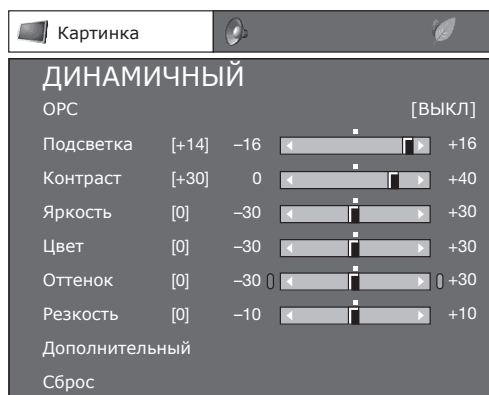 Картинка
ДИНАМИЧНЫЙ
OPC [ВЫКЛ]
Подсветка [+14] –16 +16
Контраст [+30] 0 +40
Яркость [0] –30 +30
Цвет [0] –30 +30
Оттенок [0] –30 +30
Резкость [0] –10 +10
Дополнительный
Сброс